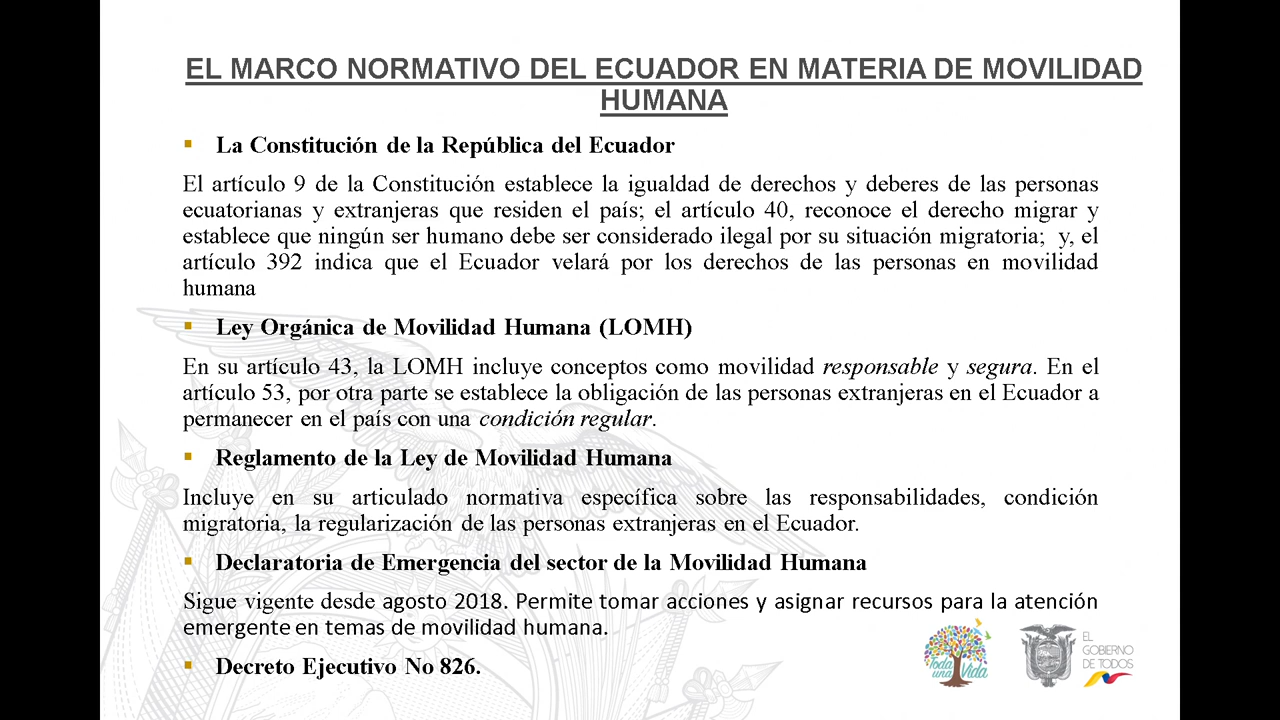 EL MARCO NORMATIVO DEL ECUADOR EN MATERIA DE MOVILIDAD
HUMANA
▪ La Constitución de la República del Ecuador
El artículo 9 de la Constitución establece la igualdad de derechos y deberes de las personas
ecuatorianas y extranjeras que residen el país; el artículo 40, reconoce el derecho migrar y
establece que ningún ser humano debe ser considerado ilegal por su situación migratoria; y, el
artículo 392 indica que el Ecuador velará por los derechos de las personas en movilidad
humana
▪ Ley Orgánica de Movilidad Humana (LOMH)
En su artículo 43, la LOMH incluye conceptos como movilidad responsable y segura. En el
artículo 53, por otra parte se establece la obligación de las personas extranjeras en el Ecuador a
permanecer en el país con una condición regular.
▪ Reglamento de la Ley de Movilidad Humana
Incluye en su articulado normativa específica sobre las responsabilidades, condición
migratoria, la regularización de las personas extranjeras en el Ecuador.
▪ Declaratoria de Emergencia del sector de la Movilidad Humana
Sigue vigente desde agosto 2018. Permite tomar acciones y asignar recursos para la atención
emergente en temas de movilidad humana.
▪ Decreto Ejecutivo No 826.
Toda
una Vida
EL
GOBIERNO
DE TODOS